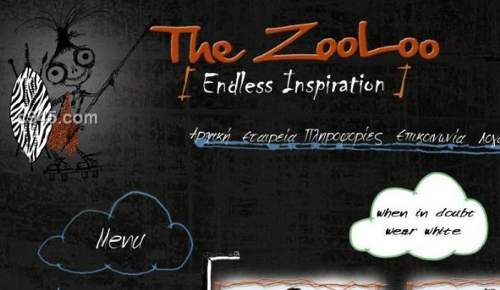 The ZooLoo
[ Endless Inspiration ]
Αρχική Εταιρεία Πληροφορίες Επικοινωνία
Menu
when in doubt
wear white